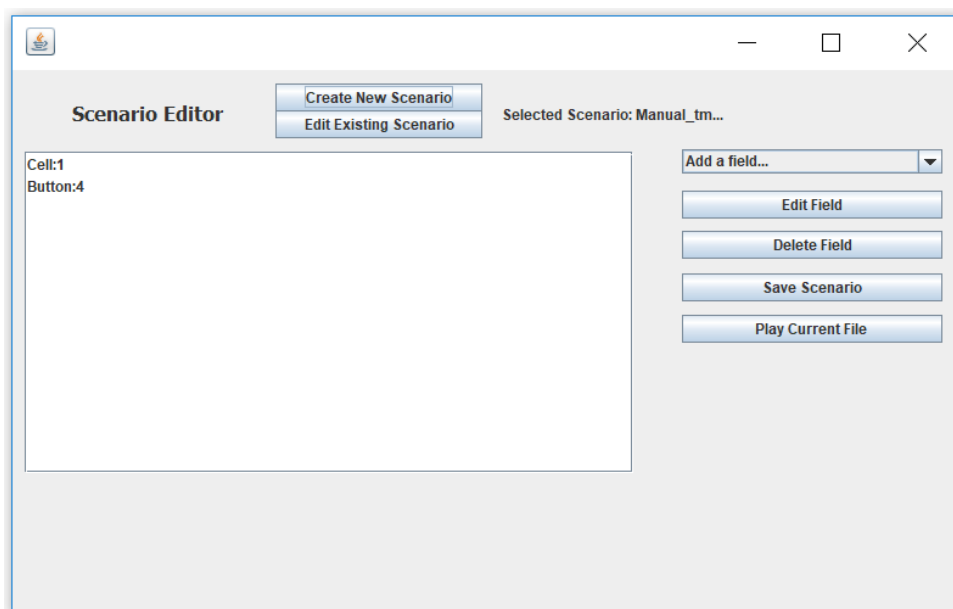 Scenario Editor
Create New Scenario
Edit Existing Scenario
Selected Scenario: Manual_tm...
Cell:1
Button:4
Add a field...
Edit Field
Delete Field
Save Scenario
Play Current File